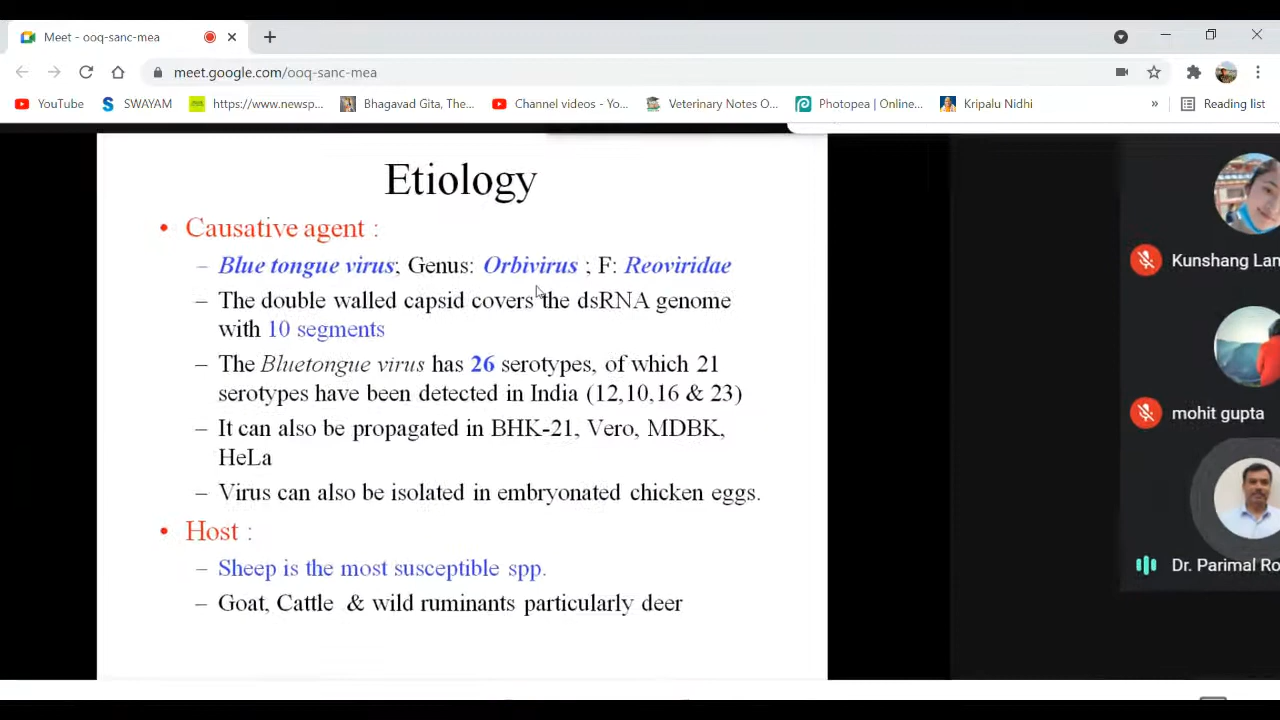 Meet - ooq-sanc-mea
meet.google.com/ooq-sanc-mea
YouTube SWAYAM https://www.newsp... Bhagavad Gita, The... Channel videos - Yo... Veterinary Notes O... Photopea | Online... Kripalu Nidhi » Reading list
Etiology
• Causative agent :
– Blue tongue virus; Genus: Orbivirus ; F: Reoviridae
– The double walled capsid covers the dsRNA genome
with 10 segments
– The Bluetongue virus has 26 serotypes, of which 21
serotypes have been detected in India (12,10,16 & 23)
– It can also be propagated in BHK-21, Vero, MDBK,
HeLa
– Virus can also be isolated in embryonated chicken eggs.
• Host :
– Sheep is the most susceptible spp.
– Goat, Cattle & wild ruminants particularly deer
Kunshang Lan
mohit gupta
Dr. Parimal Ro